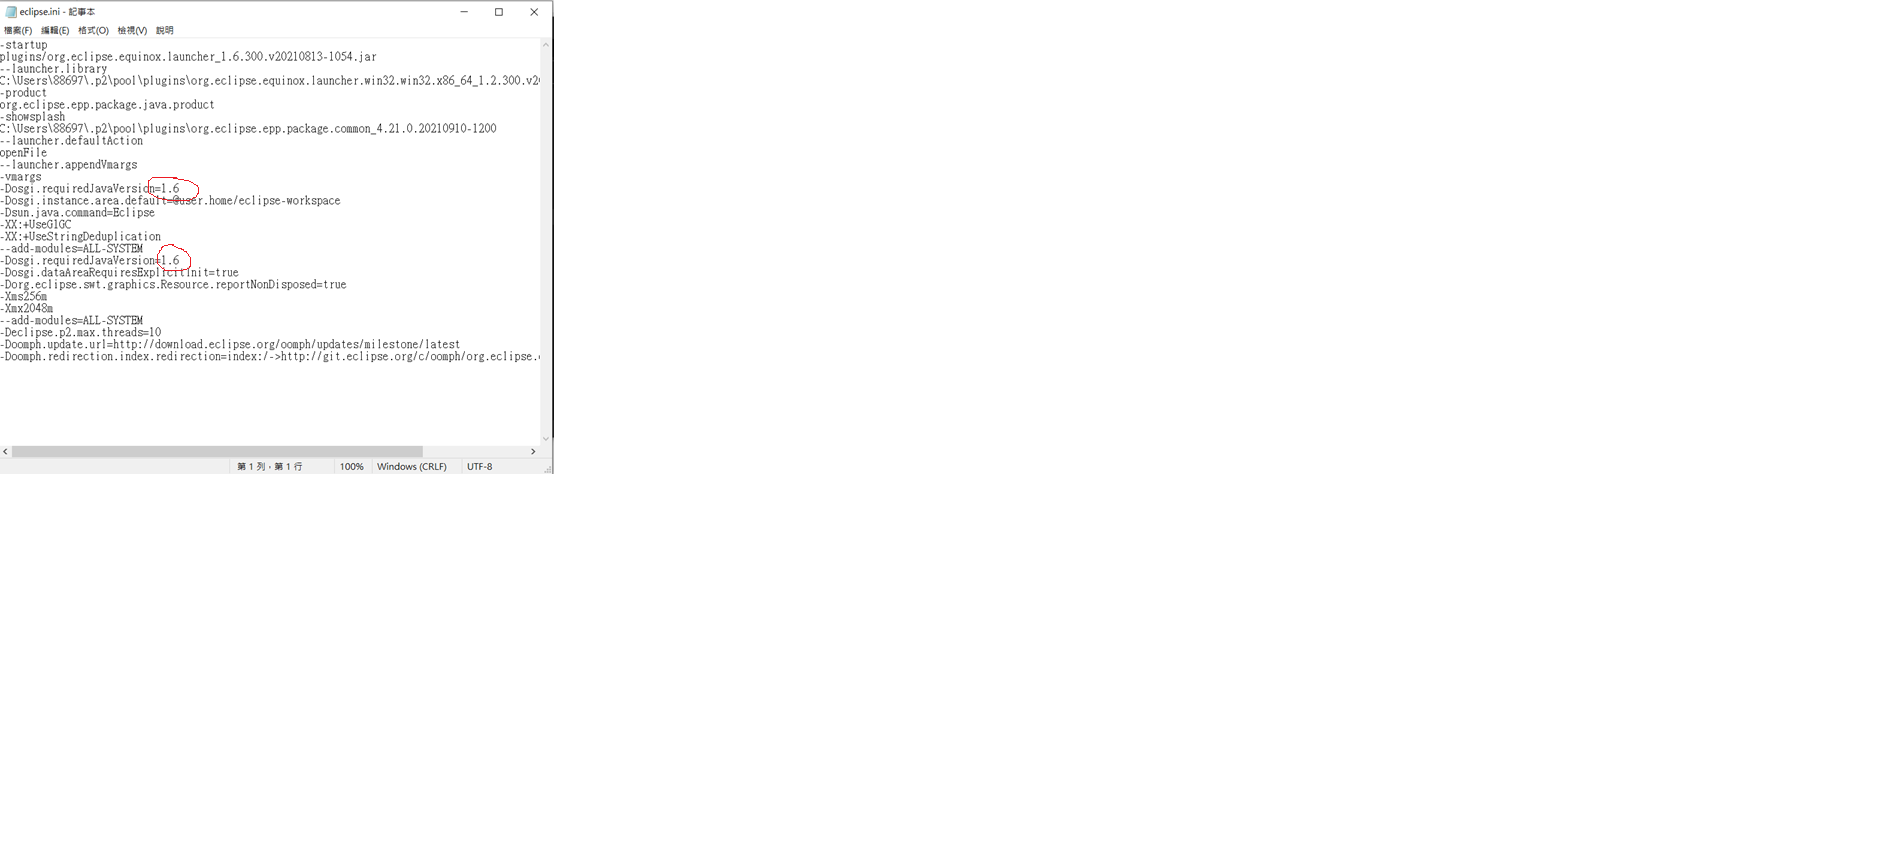 eclipse.ini - 記事本
檔案(F) 編輯(E) 格式(O) 檢視(V) 說明
-startup
plugins/org.eclipse.equinox.launcher_1.6.300.v20210813-1054.jar
--launcher.library
C:\Users\88697\.p2\pool\plugins\org.eclipse.equinox.launcher.win32.win32.x86_64_1.2.300.v2
-product
org.eclipse.epp.package.java.product
-showsplash
C:\Users\88697\.p2\pool\plugins\org.eclipse.epp.package.common_4.21.0.20210910-1200
--launcher.defaultAction
openFile
--launcher.appendVmargs
-vmargs
-Dosgi.requiredJavaVersion=1.6
-Dosgi.instance.area.default=@user.home/eclipse-workspace
-Dsun.java.command=Eclipse
-XX:+UseG1GC
-XX:+UseStringDeduplication
--add-modules=ALL-SYSTEM
-Dosgi.requiredJavaVersion=1.6
-Dosgi.dataAreaRequiresExplicitInit=true
-Dorg.eclipse.swt.graphics.Resource.reportNonDisposed=true
-Xms256m
-Xmx2048m
--add-modules=ALL-SYSTEM
-Declipse.p2.max.threads=10
-Doomph.update.url=http://download.eclipse.org/oomph/updates/milestone/latest
-Doomph.redirection.index.redirection=index:/->http://git.eclipse.org/c/oomph/org.eclipse.
第 1 列，第 1 行 100% Windows (CRLF) UTF-8